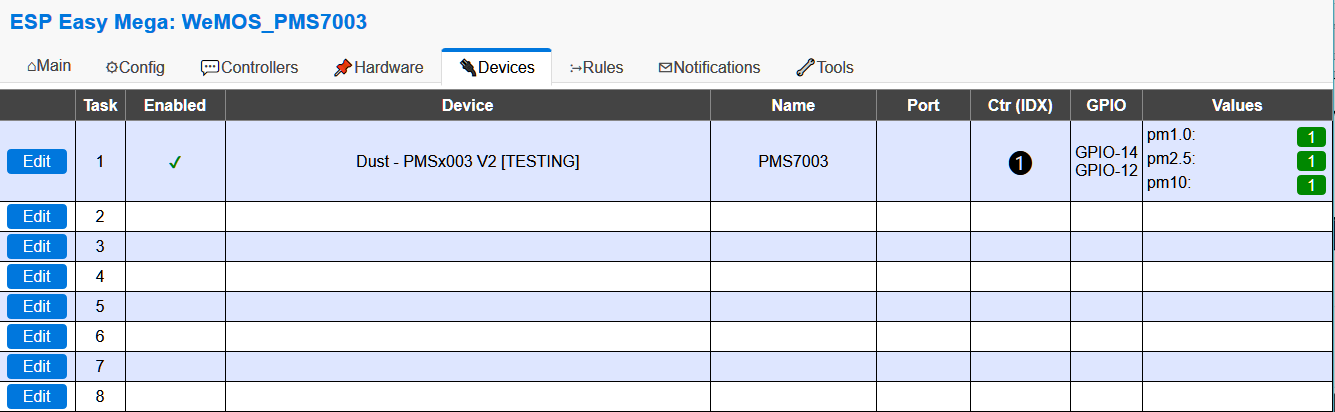 ESP Easy Mega: WeMOS_PMS7003
⌂Main ⚙Config 💬Controllers 📌Hardware 🔌Devices Rules ✉Notifications 🔧Tools
Task Enabled Device Name Port Ctr (IDX) GPIO Values
Edit 1 ✓ Dust - PMSx003 V2 [TESTING] PMS7003 ❶ GPIO-14 GPIO-12 pm1.0: 1
pm2.5: 1
pm10: 1
Edit 2
Edit 3
Edit 4
Edit 5
Edit 6
Edit 7
Edit 8